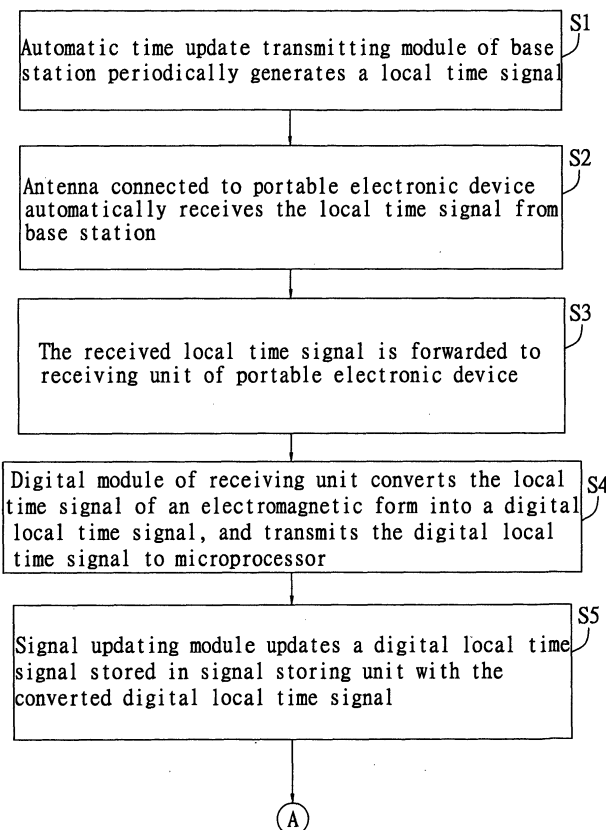 S1
Automatic time update transmitting module of base
station periodically generates a local time signal
S2
Antenna connected to portable electronic device
automatically receives the local time signal from
base station
S3
The received local time signal is forwarded to
receiving unit of portable electronic device
S4
Digital module of receiving unit converts the local
time signal of an electromagnetic form into a digital
local time signal, and transmits the digital local
time signal to microprocessor
S5
Signal updating module updates a digital local time
signal stored in signal storing unit with the
converted digital local time signal
A